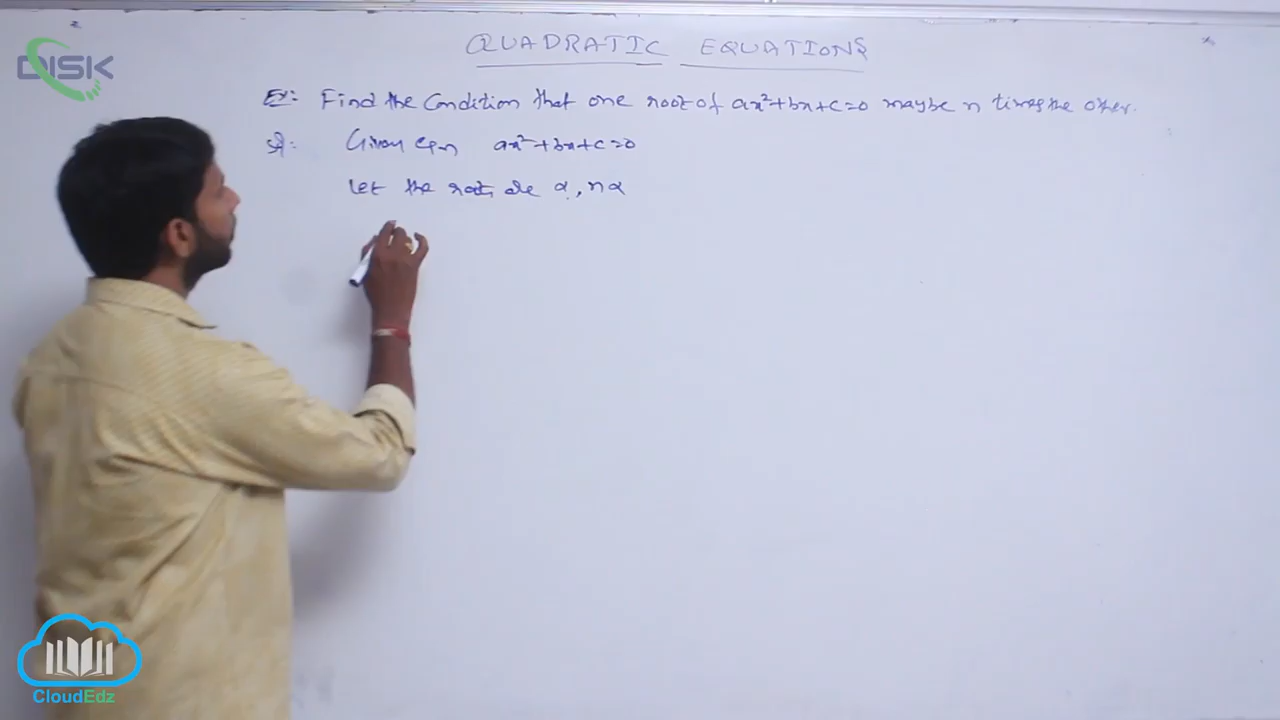 DISK
QUADRATIC EQUATIONS
Ex: Find the Condition that one root of ax²+bx+c=0 maybe n times the other.
Given Eqn ax²+bx+c=0
let the roots are α, nα
CloudEdz